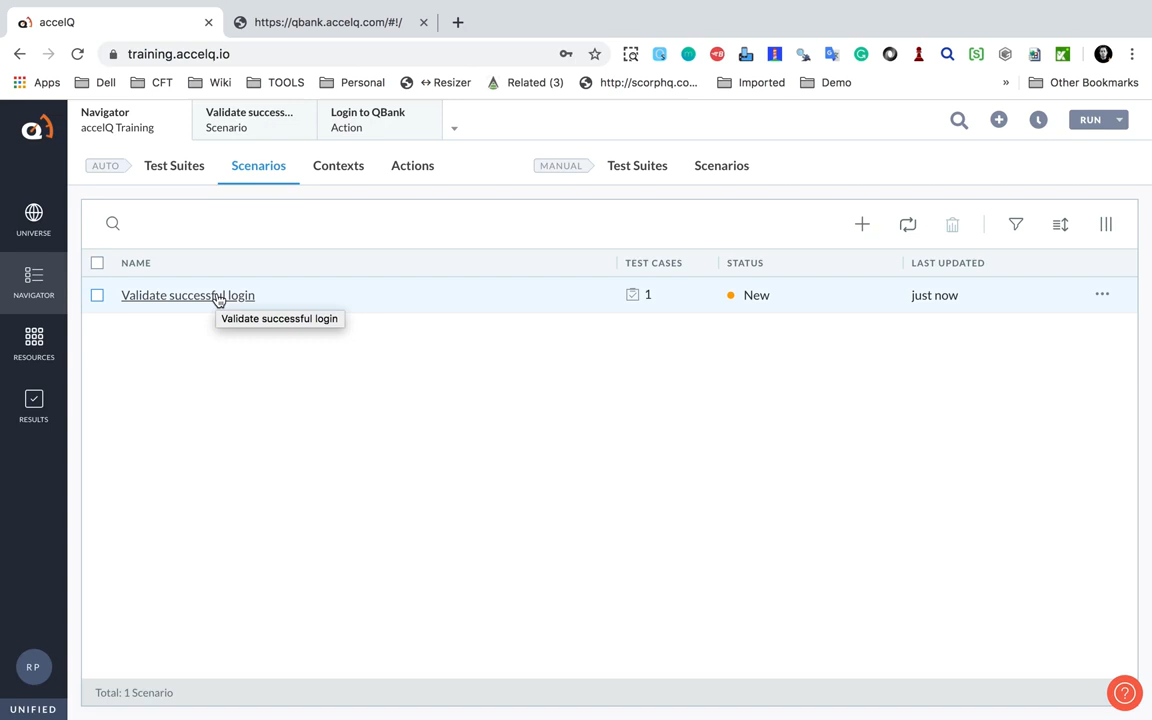 accelQ
https://qbank.accelq.com/#!/
training.accelq.io
Apps
Dell
CFT
Wiki
TOOLS
Personal
<->Resizer
Related (3)
http://scorphq.co...
Imported
Demo
»
Other Bookmarks
Navigator
accelQ Training
Validate success...
Scenario
Login to QBank
Action
RUN
AUTO
Test Suites
Scenarios
Contexts
Actions
MANUAL
Test Suites
Scenarios
UNIVERSE
NAVIGATOR
RESOURCES
RESULTS
NAME
TEST CASES
STATUS
LAST UPDATED
Validate successful login
1
New
just now
Validate successful login
Total: 1 Scenario
RP
UNIFIED